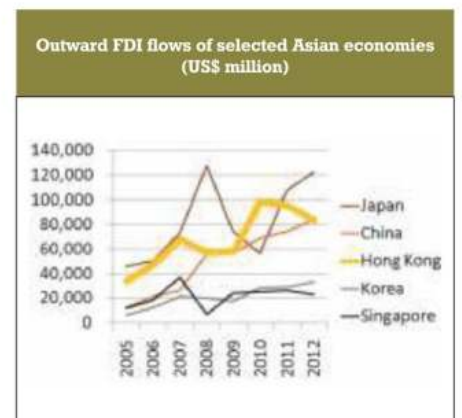 Outward FDI flows of selected Asian economies
(US$ million)
140,000
120,000
100,000
80,000
60,000
40,000
20,000
0
2005
2006
2007
2008
2009
2010
2011
2012
Japan
China
Hong Kong
Korea
Singapore